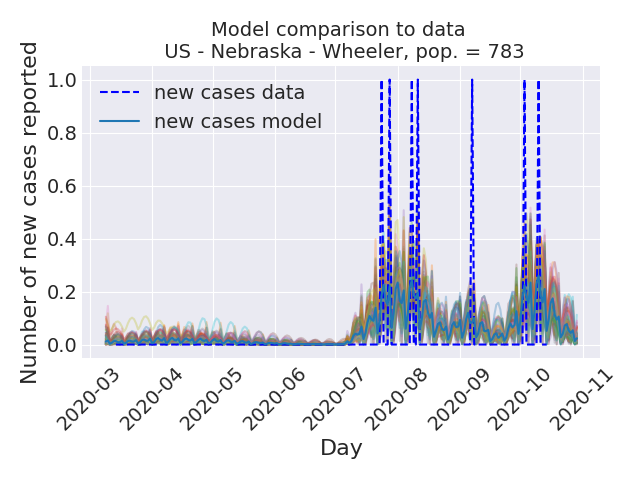 Model comparison to data
US - Nebraska - Wheeler, pop. = 783
Number of new cases reported
1.0
0.8
0.6
0.4
0.2
0.0
new cases data
new cases model
2020-03
2020-04
2020-05
2020-06
2020-07
2020-08
2020-09
2020-10
2020-11
Day